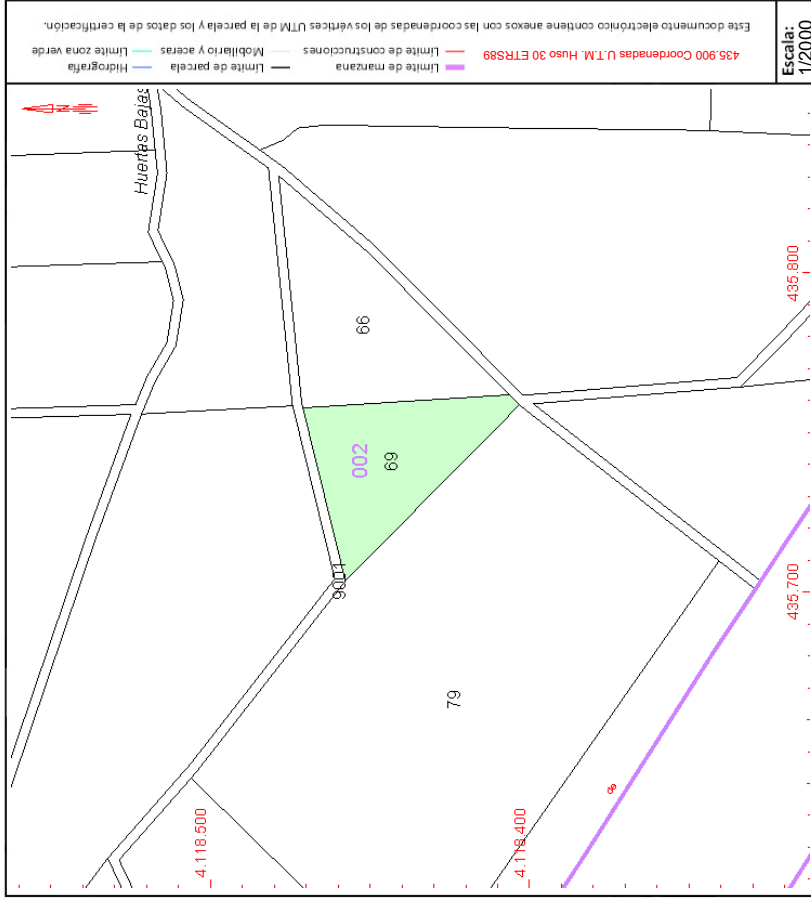 Este documento electrónico contiene anexos con las coordenadas de los vértices UTM de la parcela y los datos de la certificación.
435.900 Coordenadas U.T.M. Huso 30 ETRS89
Límite de manzana
Límite de construcciones
Límite de parcela
Mobiliario y aceras
Hidrografía
Límite zona verde
Escala:
1/2000
Huertas Bajas
66
002
69
9001
79
de
4.118.500
4.118.400
435.800
435.700